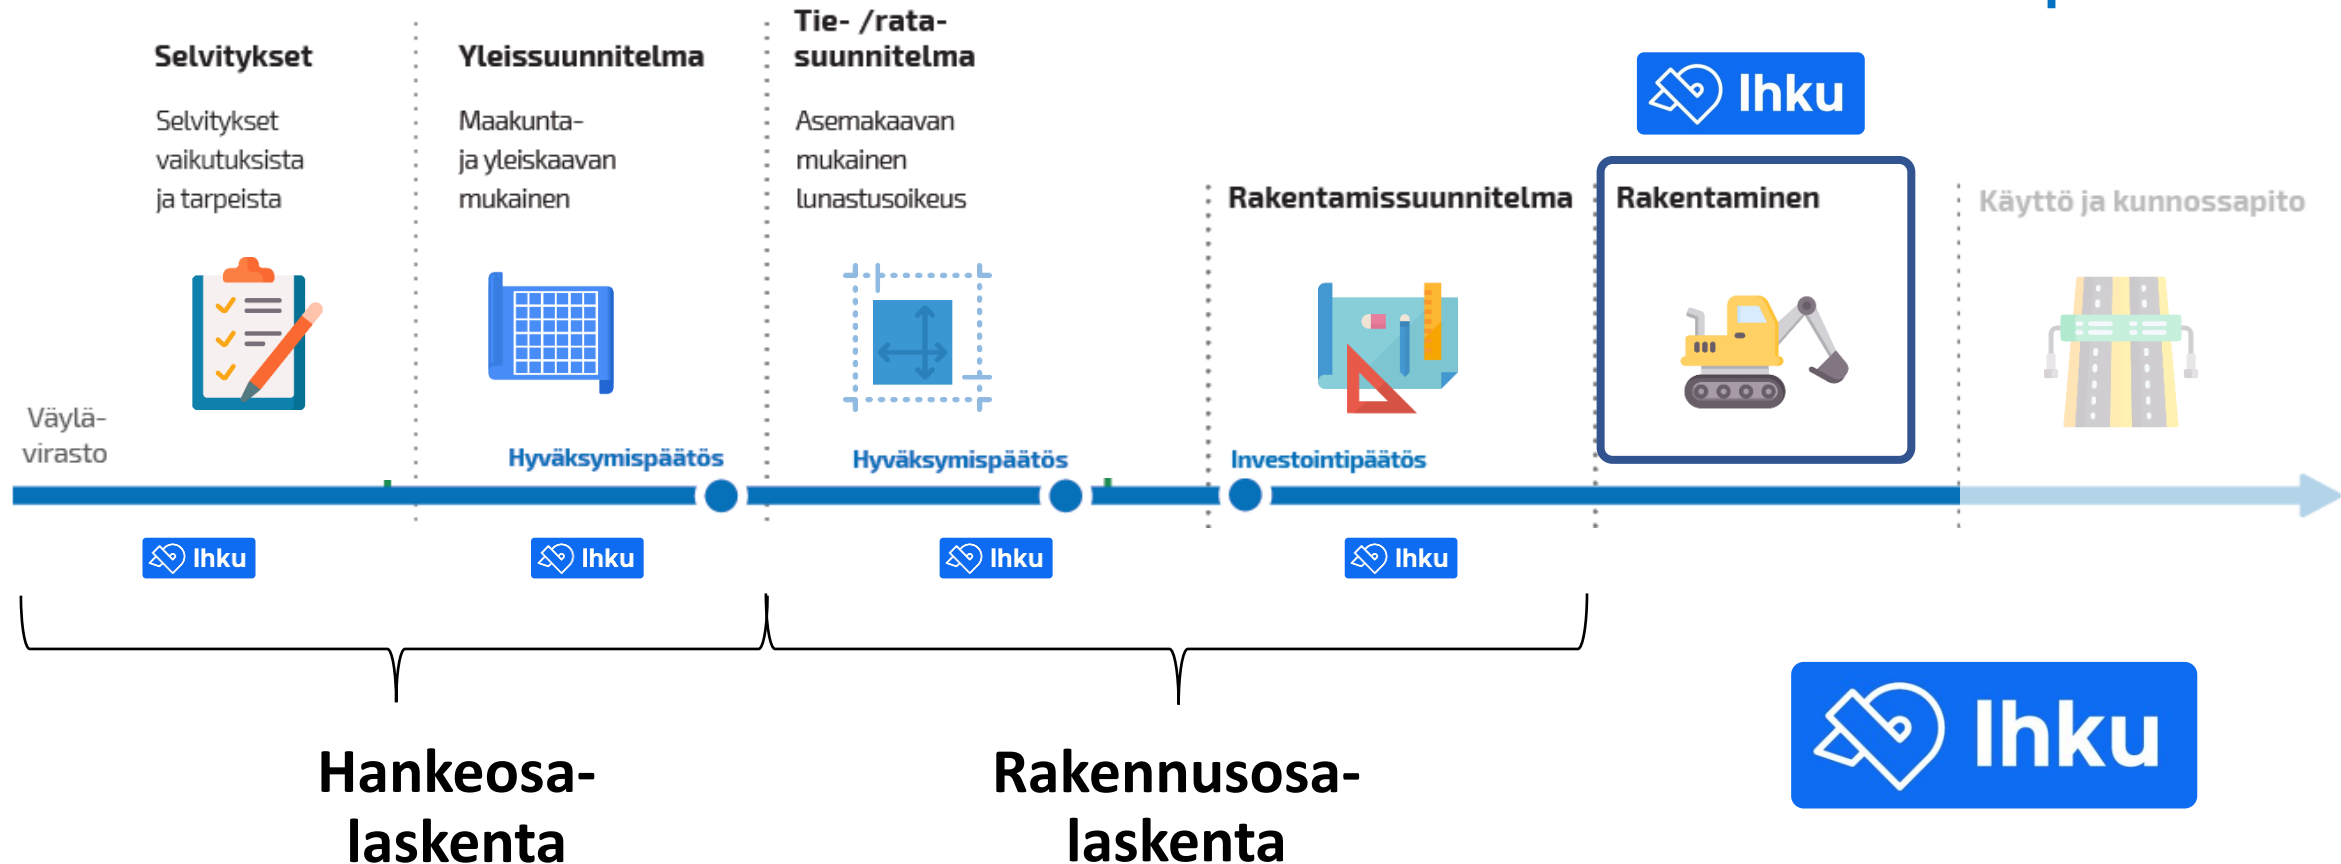 Selvitykset
Selvitykset
vaikutuksista
ja tarpeista
Yleissuunnitelma
Maakunta-
ja yleiskaavan
mukainen
Tie- /rata-
suunnitelma
Asemakaavan
mukainen
lunastusoikeus
Rakentamissuunnitelma
Ihku
Rakentaminen
Käyttö ja kunnossapito
Väylä-
virasto
Hyväksymispäätös
Hyväksymispäätös
Investointipäätös
Ihku
Ihku
Ihku
Ihku
Hankeosa-
laskenta
Rakennusosa-
laskenta
Ihku